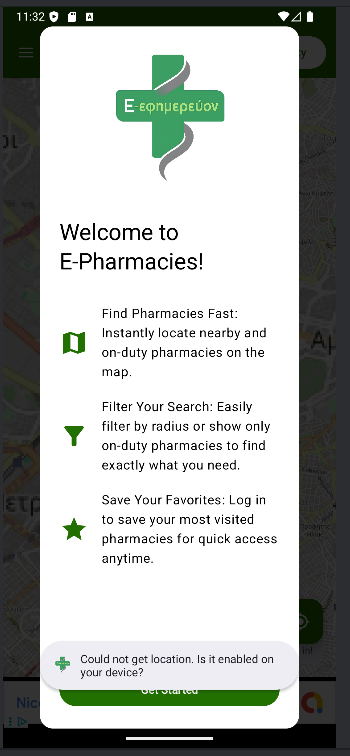 11:32
E-εφημερεύον
Welcome to
E-Pharmacies!
Find Pharmacies Fast:
Instantly locate nearby and
on-duty pharmacies on the
map.
Filter Your Search: Easily
filter by radius or show only
on-duty pharmacies to find
exactly what you need.
Save Your Favorites: Log in
to save your most visited
pharmacies for quick access
anytime.
in!
Could not get location. Is it enabled on
your device?
Get Started
Nic